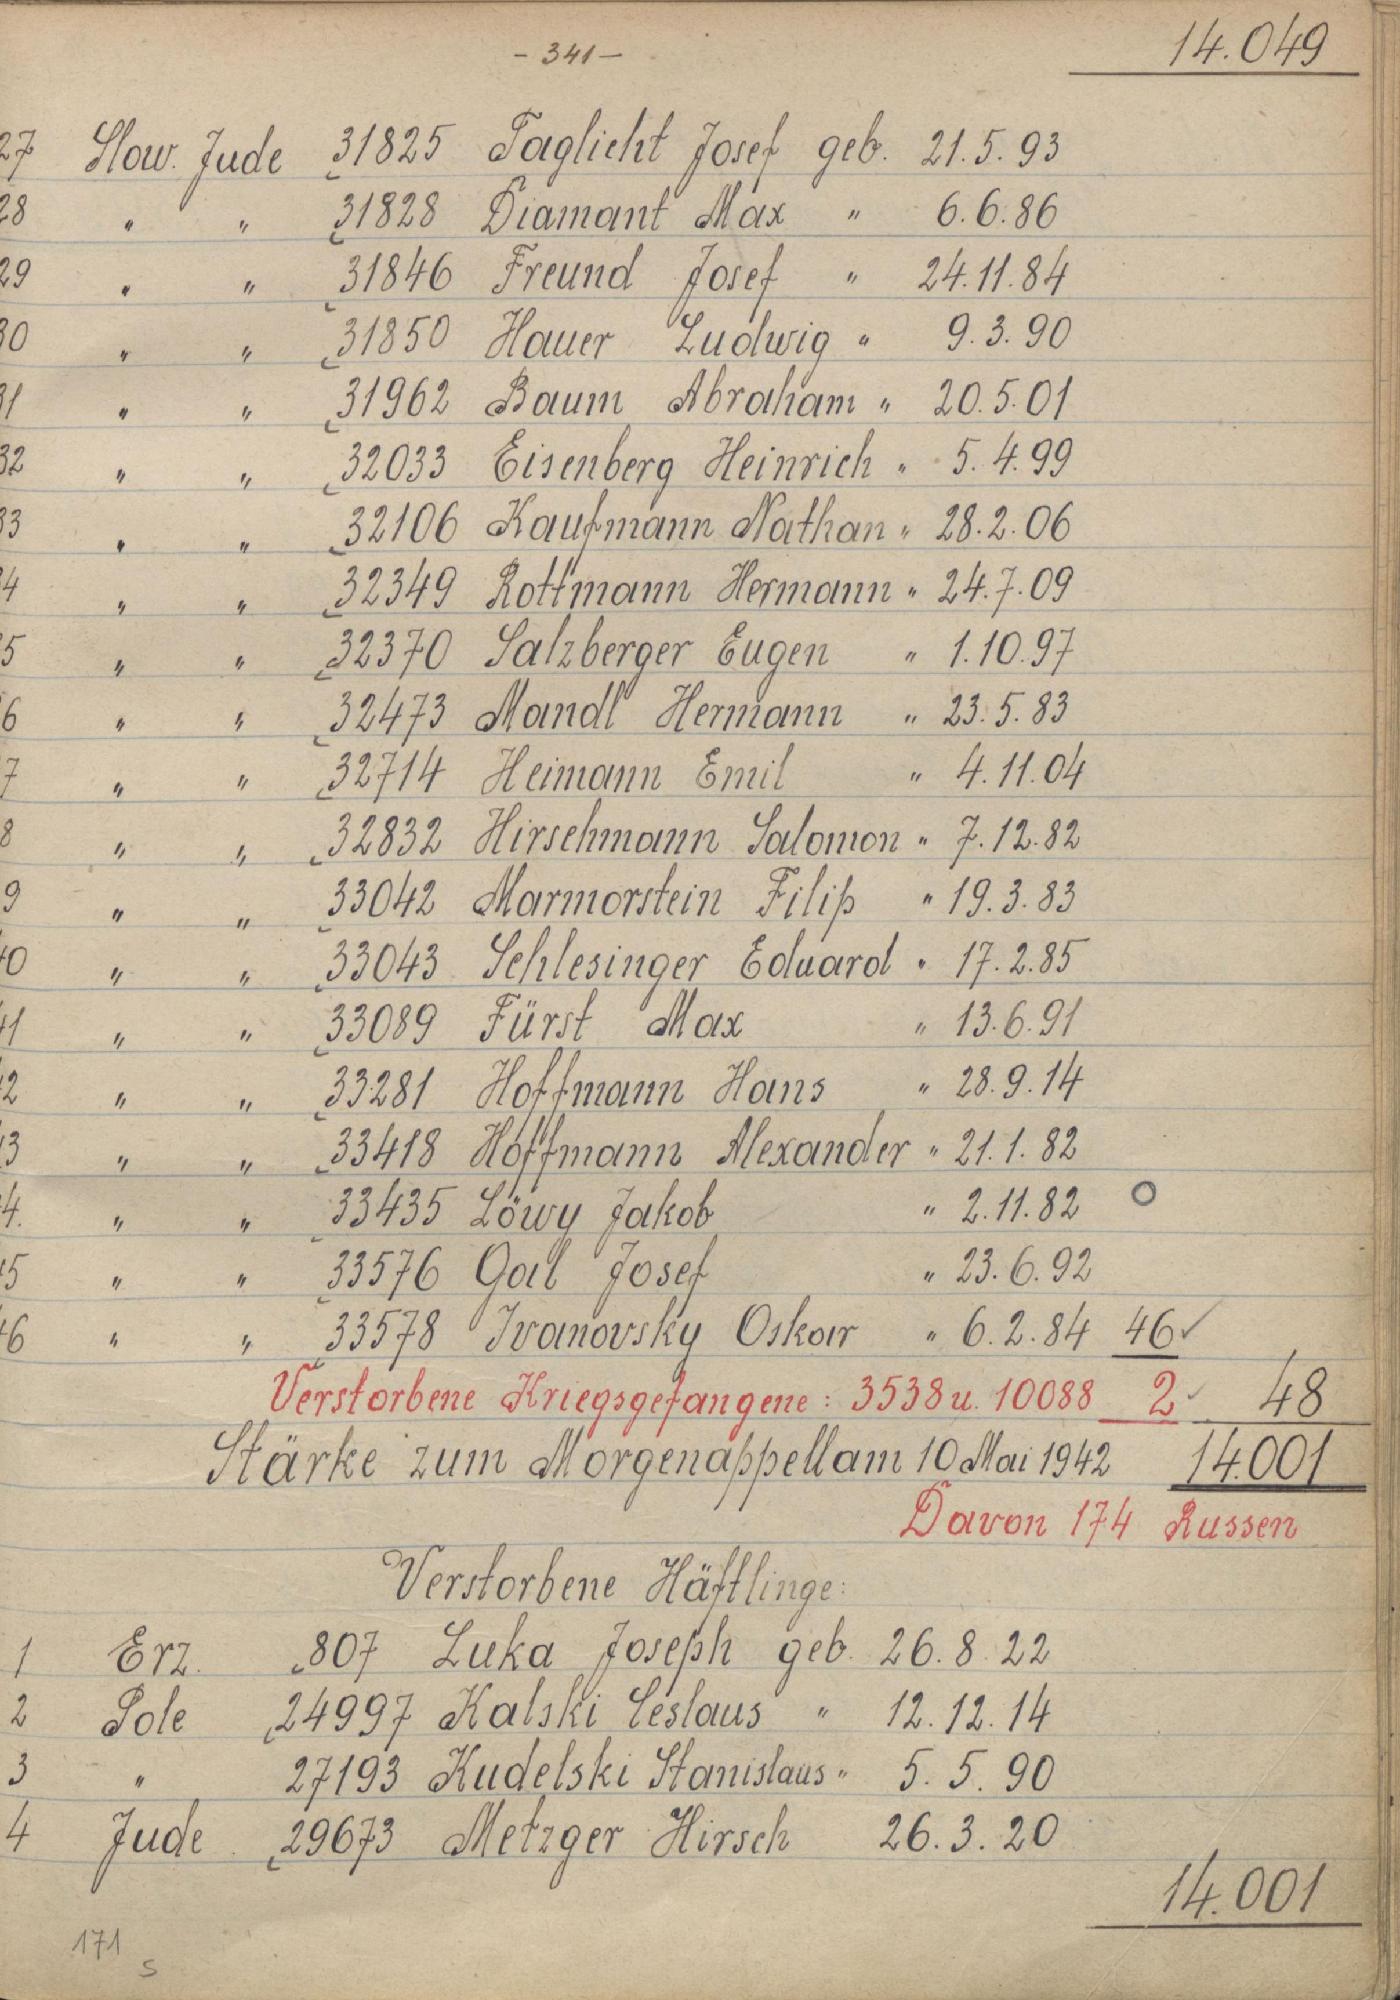 - 341 -
14.049
27 Slow. Jude 31825 Taglicht Josef geb. 21.5.93
28 " " 31828 Diamant Max " 6.6.86
29 " " 31846 Freund Josef " 24.11.84
30 " " 31850 Hauer Ludwig " 9.3.90
31 " " 31962 Baum Abraham " 20.5.01
32 " " 32033 Eisenberg Heinrich " 5.4.99
33 " " 32106 Kaufmann Nathan " 28.2.06
4 " " 32349 Rottmann Hermann " 24.7.09
5 " " 32370 Salzberger Eugen " 1.10.97
6 " " 32473 Mandl Hermann " 23.5.83
7 " " 32714 Heimann Emil " 4.11.04
8 " " 32832 Hirschmann Salomon " 7.12.82
9 " " 33042 Marmorstein Filip " 19.3.83
40 " " 33043 Schlesinger Eduard " 17.2.85
41 " " 33089 Fürst Max " 13.6.91
42 " " 33281 Hoffmann Hans " 28.9.14
43 " " 33418 Hoffmann Alexander " 21.1.82
4. " " 33435 Löwy Jakob " 2.11.82 O
45 " " 33576 Gal Josef " 23.6.92
46 " " 33578 Ivanovsky Oskar " 6.2.84 46 ✓
Verstorbene Kriegsgefangene: 3538 u. 10088 2 ✓ 48
Stärke zum Morgenappell am 10 Mai 1942 14.001
Davon 174 Russen
Verstorbene Häftlinge:
1 Erz. 807 Luka Joseph geb. 26.8.22
2 Pole 24997 Kalski Ceslaus " 12.12.14
3 " 27193 Kudelski Stanislaus " 5.5.90
4 Jude 29673 Metzger Hirsch 26.3.20
14.001
171
S